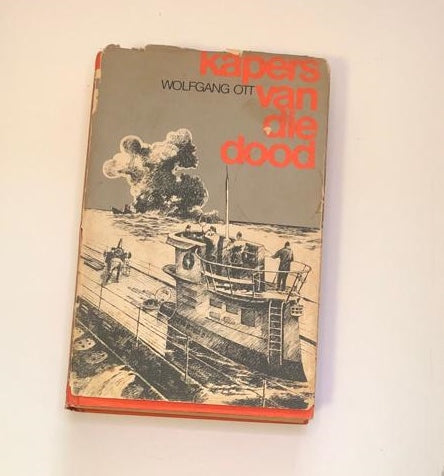 kapers
WOLFGANG OTT
van
die
dood